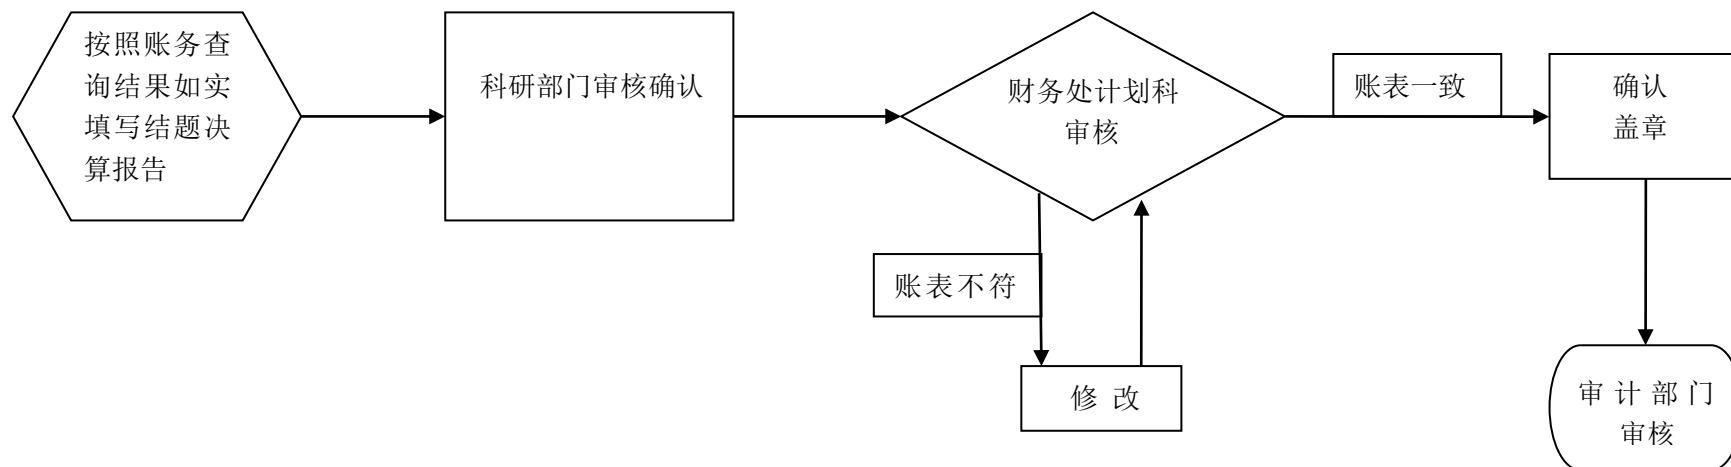 按照账务查
询结果如实
填写结题决
算报告
科研部门审核确认
财务处计划科
审核
账表一致
确认
盖章
账表不符
修 改
审 计 部 门
审核